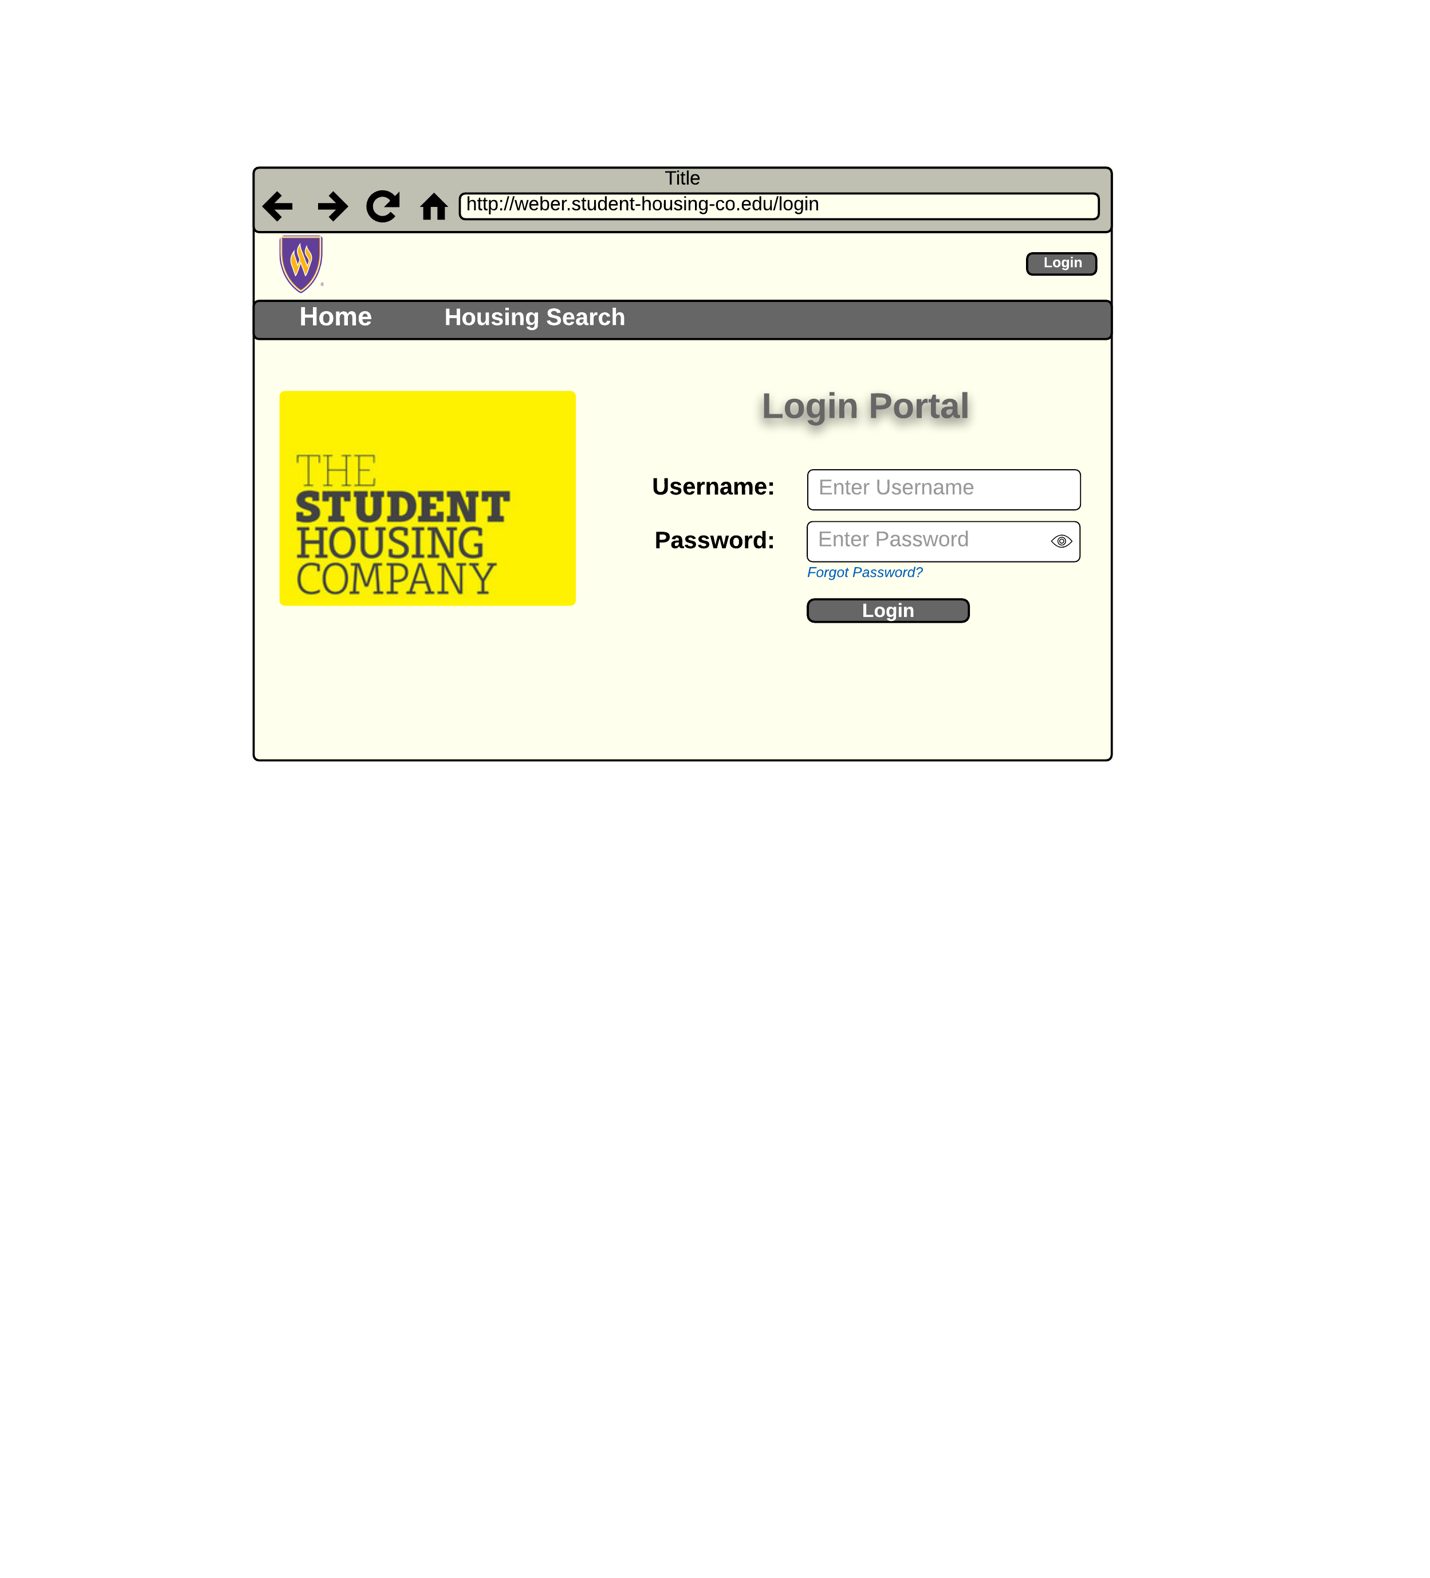 Title
http://weber.student-housing-co.edu/login
W
Login
Home
Housing Search
THE
STUDENT
HOUSING
COMPANY
Login Portal
Username:
Enter Username
Password:
Enter Password
Forgot Password?
Login